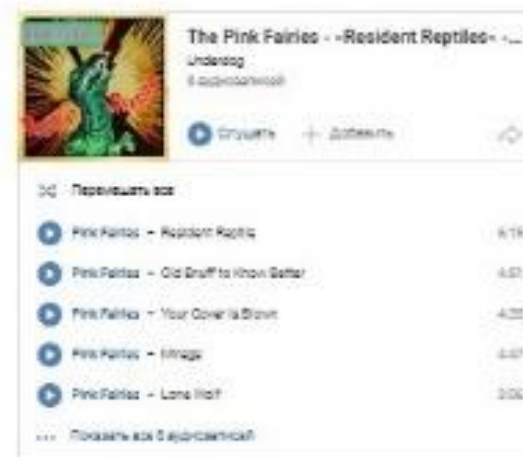 The Pink Fairies - «Resident Reptiles» -...
Underdog
аудиозаписей
Слушать + Добавить
Перемешать все
Pink Fairies – Resident Reptile
Pink Fairies – Old Enuff to Know Better
Pink Fairies – Your Cover Is Blown
Pink Fairies – Mirage
Pink Fairies – Lone Wolf
Показать все аудиозаписей